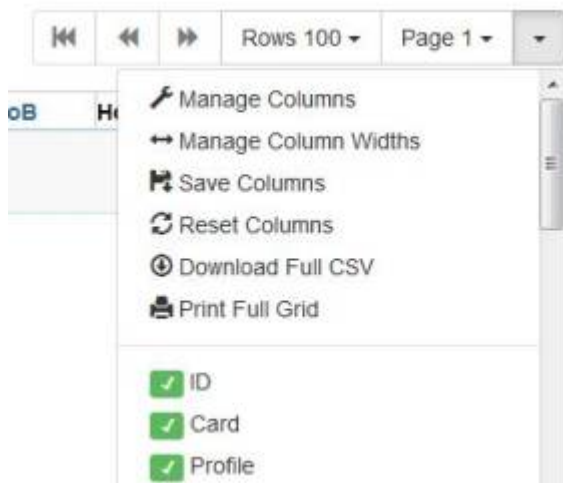 Rows 100
Page 1
oB
Manage Columns
Manage Column Widths
Save Columns
Reset Columns
Download Full CSV
Print Full Grid
ID
Card
Profile